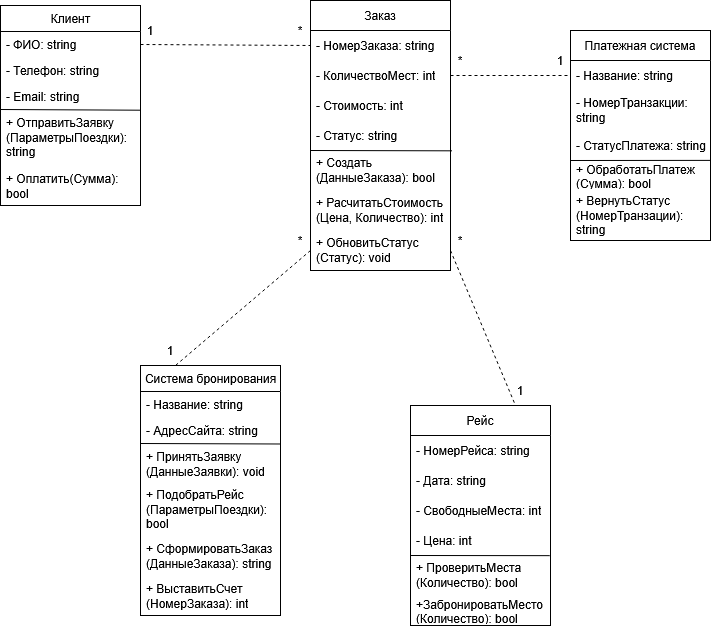 Клиент
- ФИО: string
- Телефон: string
- Email: string
+ ОтправитьЗаявку
(ПараметрыПоездки):
string
+ Оплатить(Сумма):
bool
1
*
Заказ
- НомерЗаказа: string
- КоличествоМест: int
- Стоимость: int
- Статус: string
+ Создать
(ДанныеЗаказа): bool
+ РасчитатьСтоимость
(Цена, Количество): int
+ ОбновитьСтатус
(Статус): void
*
1
Платежная система
- Название: string
- НомерТранзакции:
string
- СтатусПлатежа: string
+ ОбработатьПлатеж
(Сумма): bool
+ ВернутьСтатус
(НомерТранзации):
string
*
*
1
1
Система бронирования
- Название: string
- АдресСайта: string
+ ПринятьЗаявку
(ДанныеЗаявки): void
+ ПодобратьРейс
(ПараметрыПоездки):
bool
+ СформироватьЗаказ
(ДанныеЗаказа): string
+ ВыставитьСчет
(НомерЗаказа): int
Рейс
- НомерРейса: string
- Дата: string
- СвободныеМеста: int
- Цена: int
+ ПроверитьМеста
(Количество): bool
+ЗабронироватьМесто
(Количество): bool